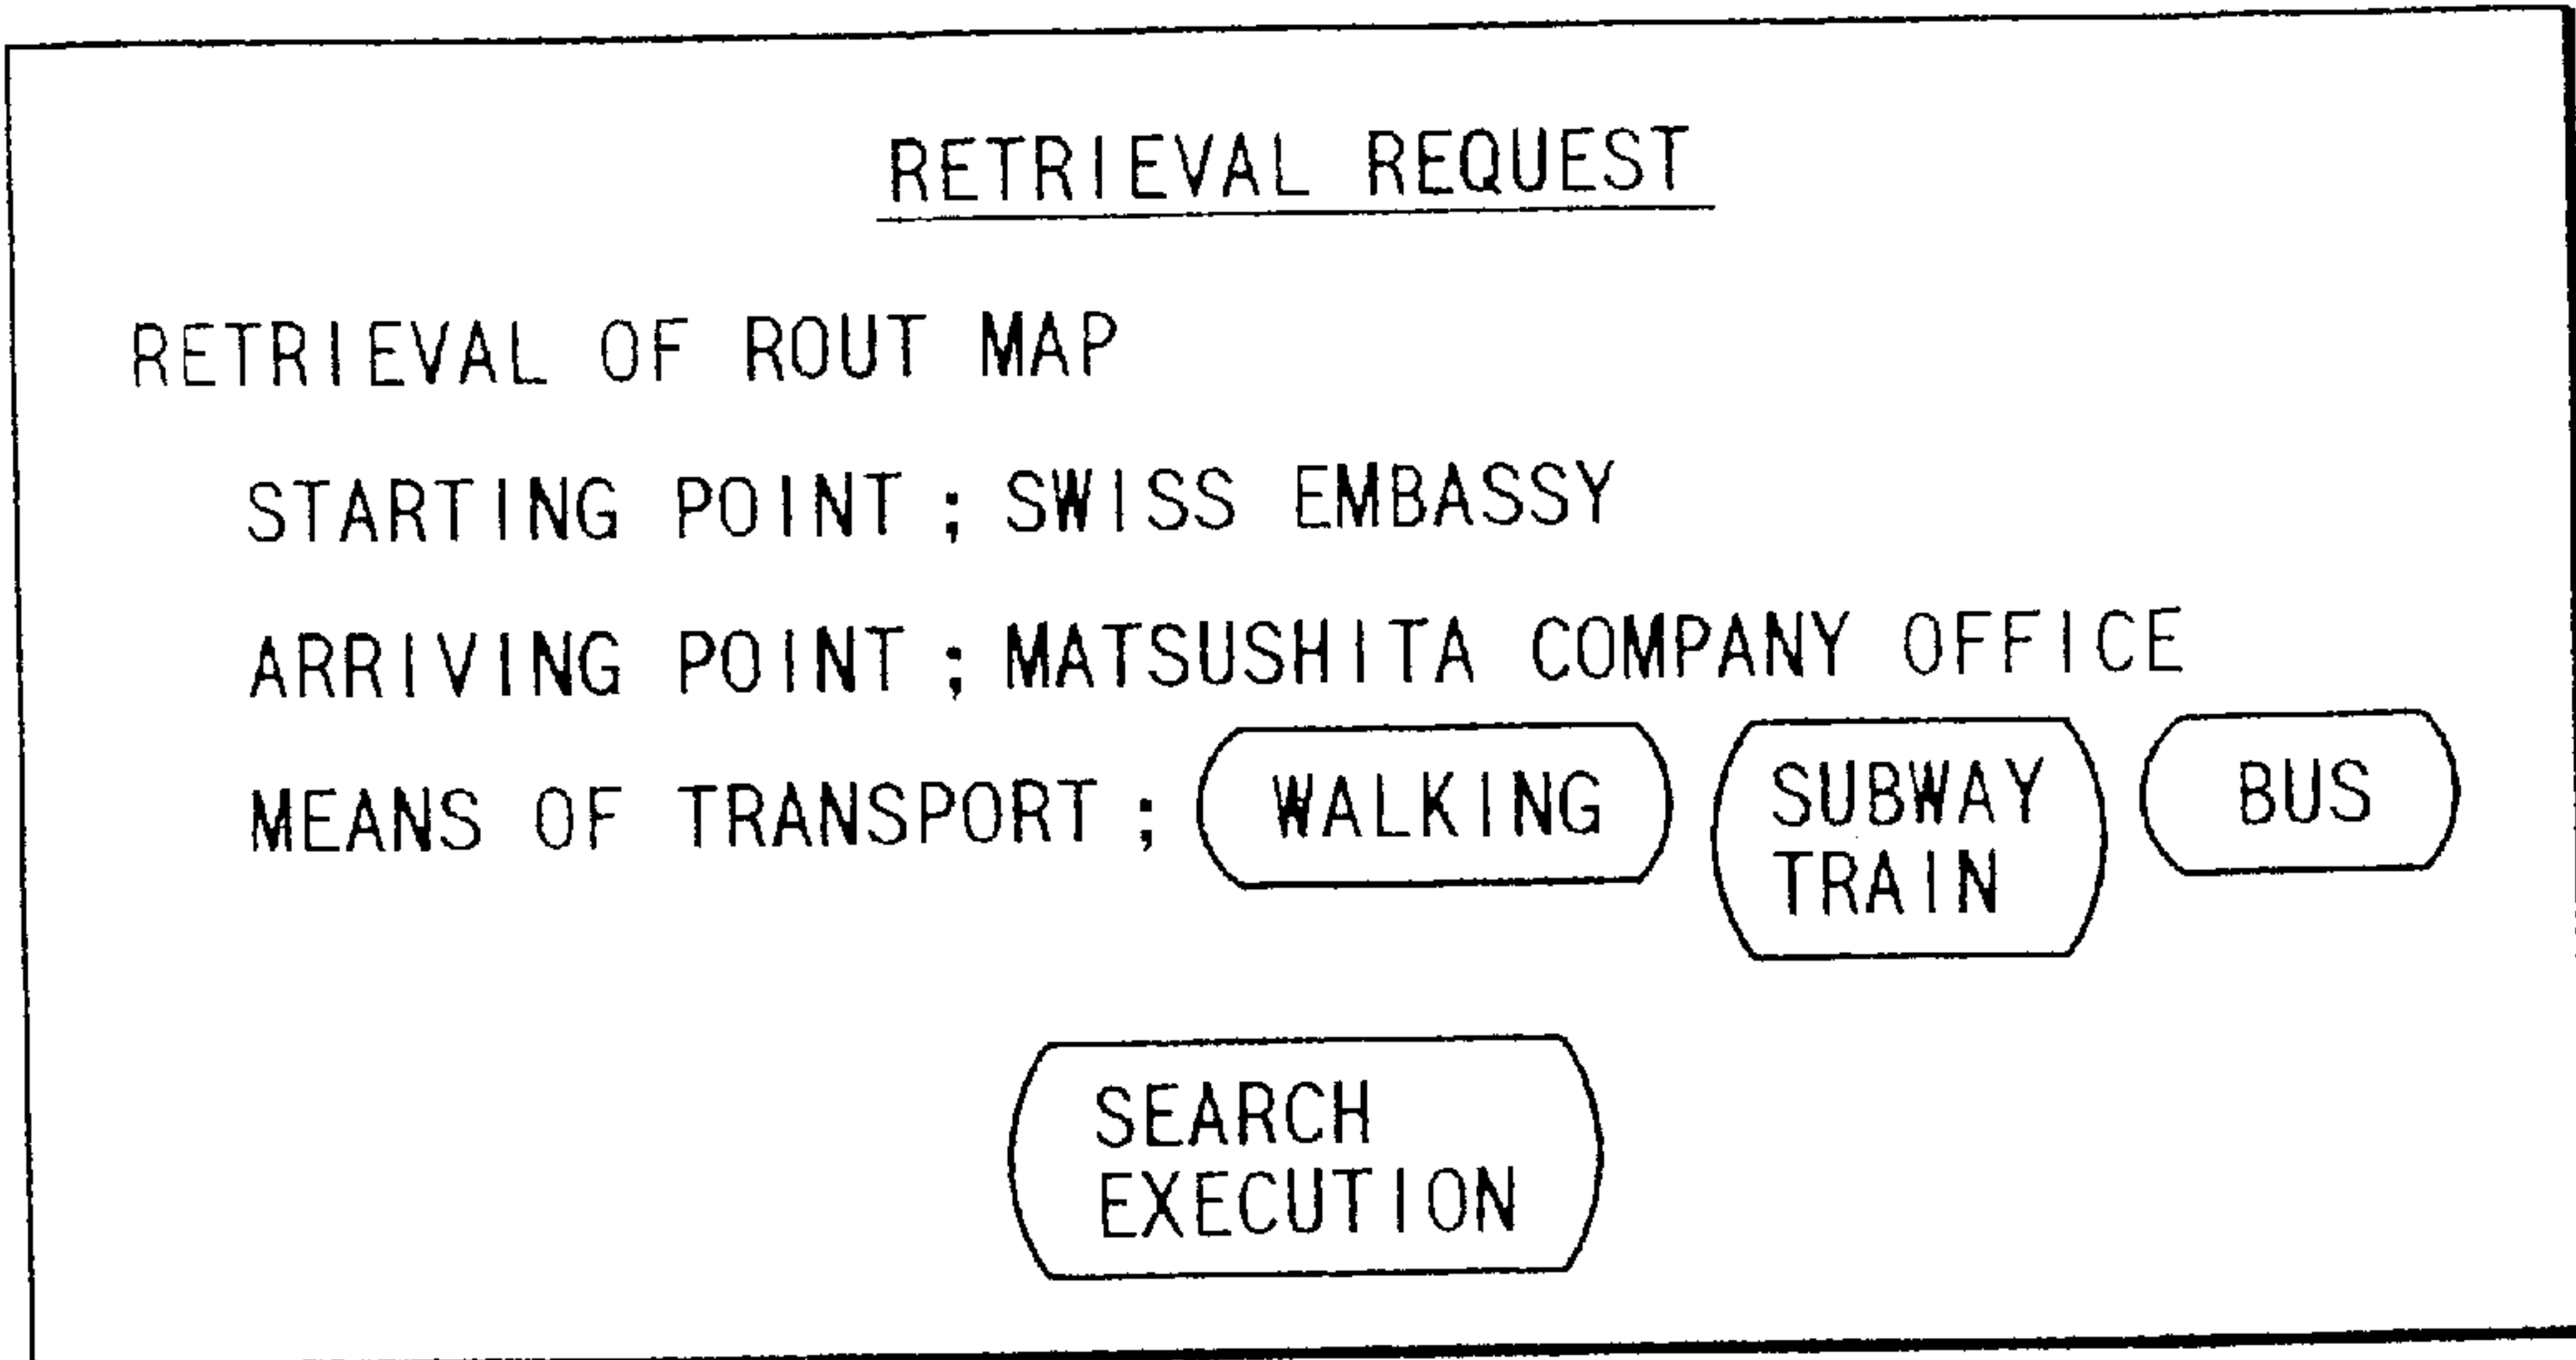 RETRIEVAL REQUEST
RETRIEVAL OF ROUT MAP
STARTING POINT ; SWISS EMBASSY
ARRIVING POINT ; MATSUSHITA COMPANY OFFICE
MEANS OF TRANSPORT ; WALKING SUBWAY TRAIN BUS
SEARCH
EXECUTION